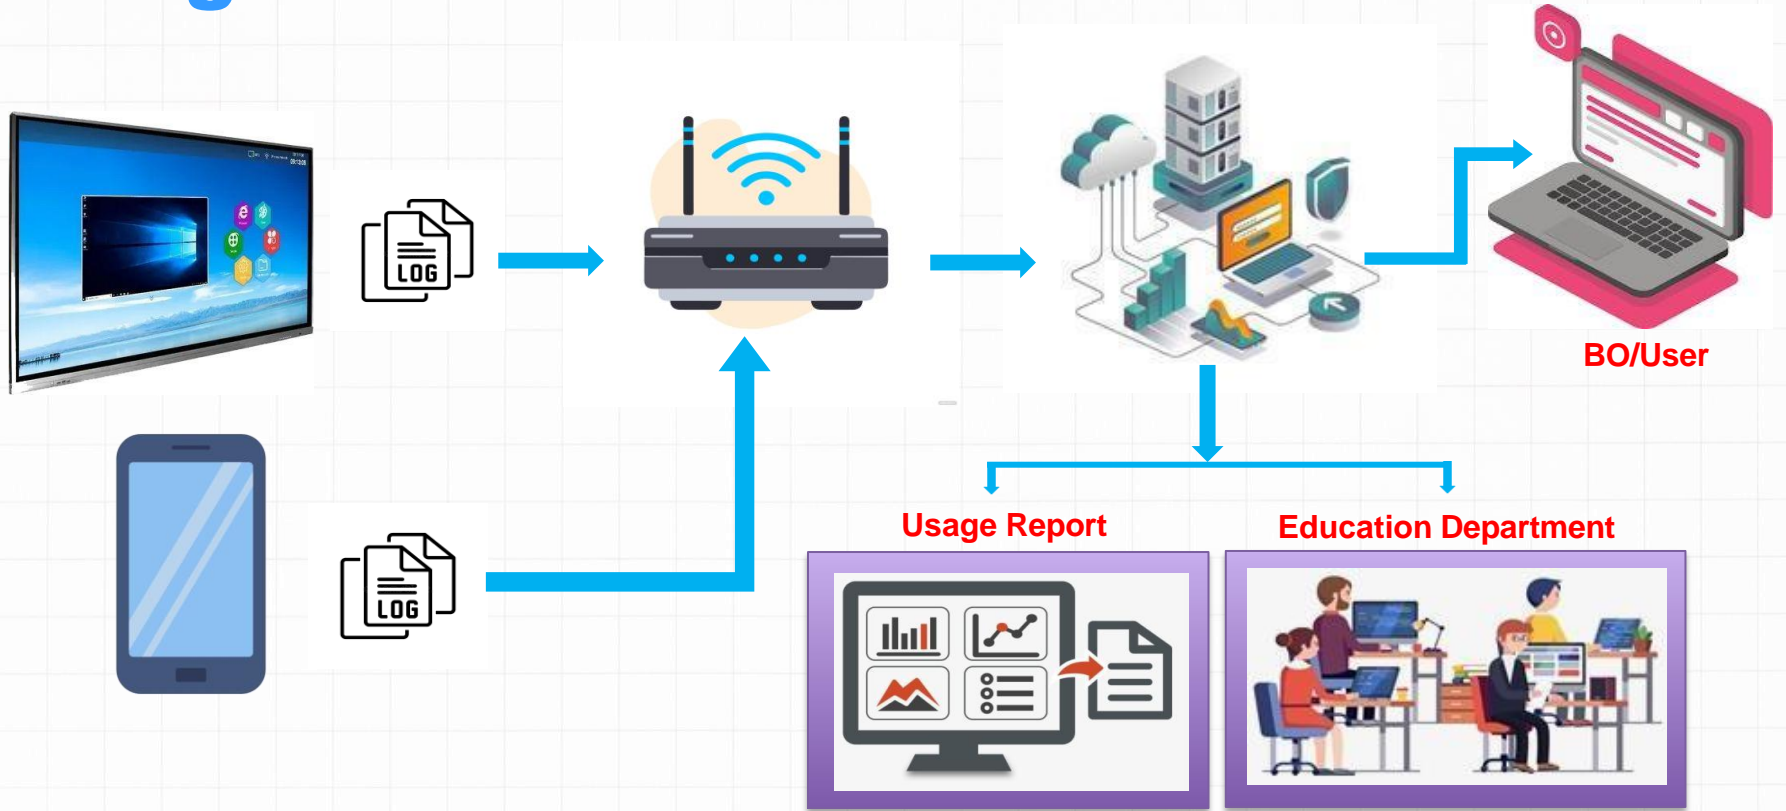 LOG
BO/User
LOG
Usage Report
Education Department